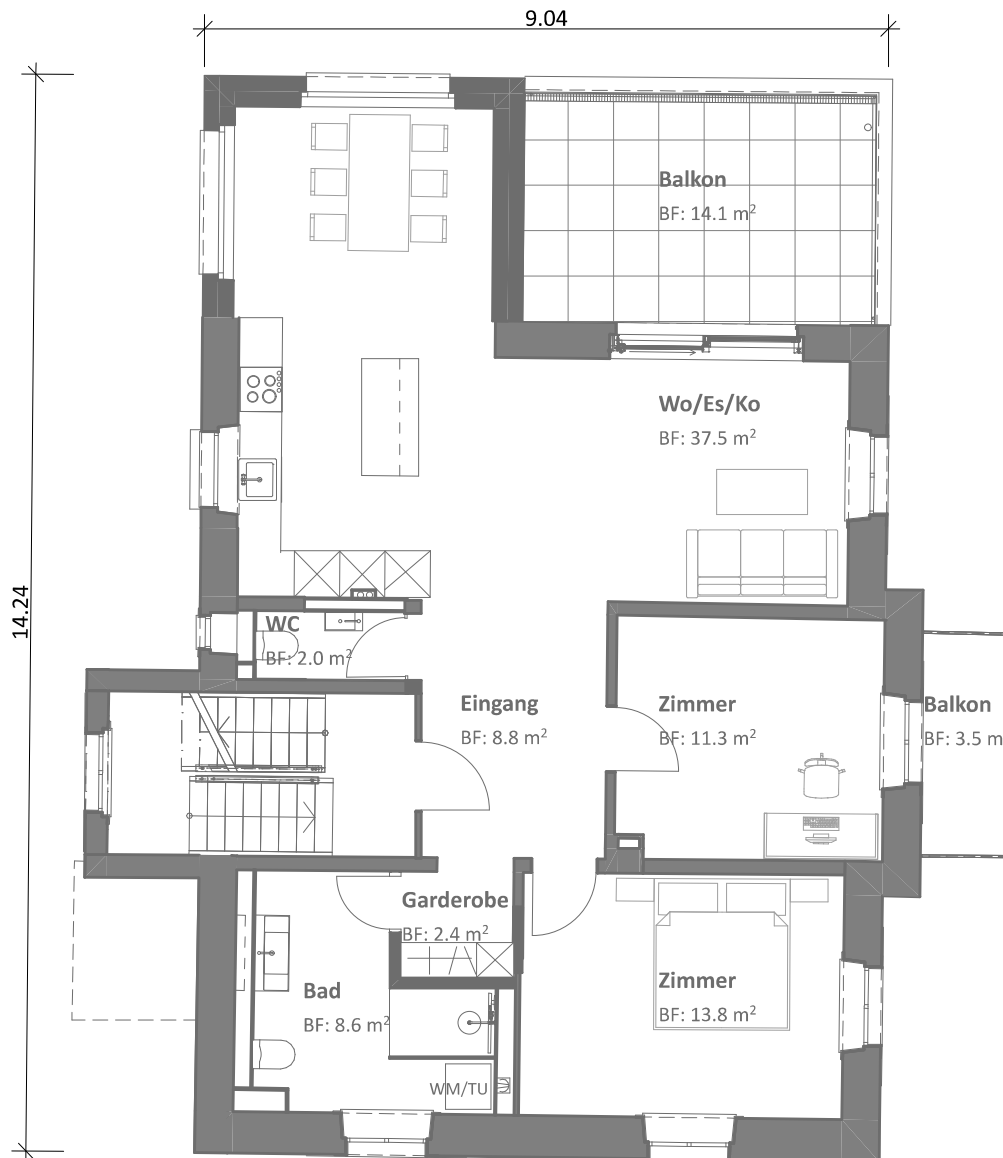 9.04
14.24
Balkon
BF: 14.1 m²
Wo/Es/Ko
BF: 37.5 m²
WC
BF: 2.0 m²
Eingang
BF: 8.8 m²
Zimmer
BF: 11.3 m²
Balkon
BF: 3.5 m
Garderobe
BF: 2.4 m²
Bad
BF: 8.6 m²
Zimmer
BF: 13.8 m²
WM/TU